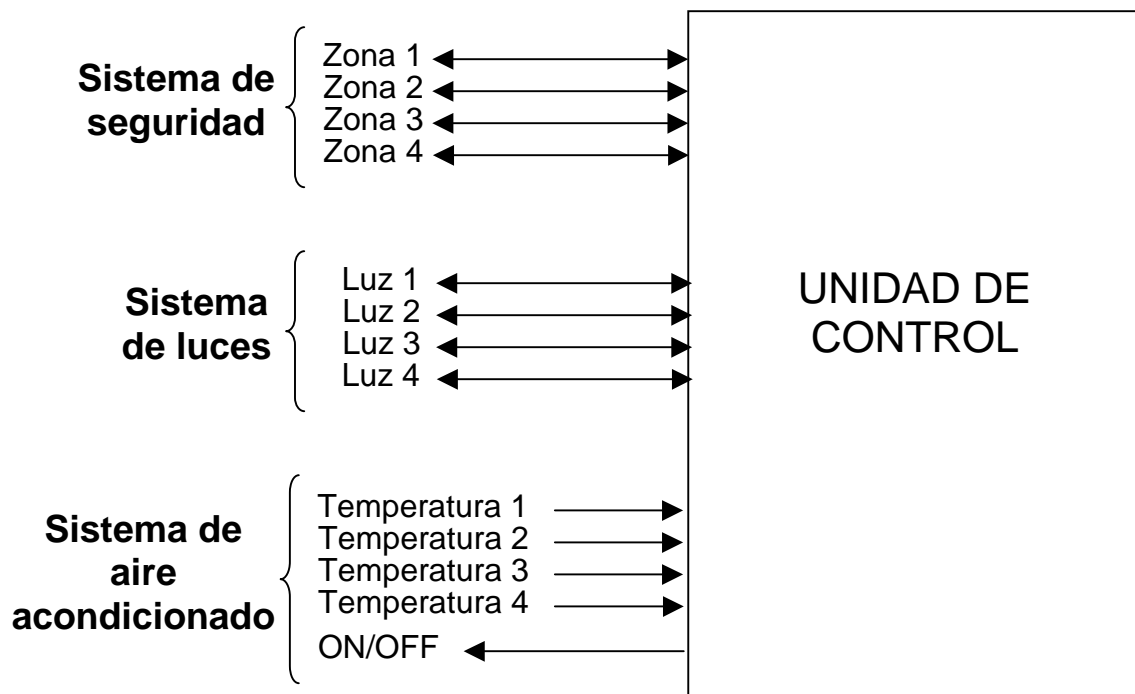 Sistema de
seguridad
Zona 1
Zona 2
Zona 3
Zona 4
Sistema
de luces
Luz 1
Luz 2
Luz 3
Luz 4
Sistema de
aire
acondicionado
Temperatura 1
Temperatura 2
Temperatura 3
Temperatura 4
ON/OFF
UNIDAD DE
CONTROL